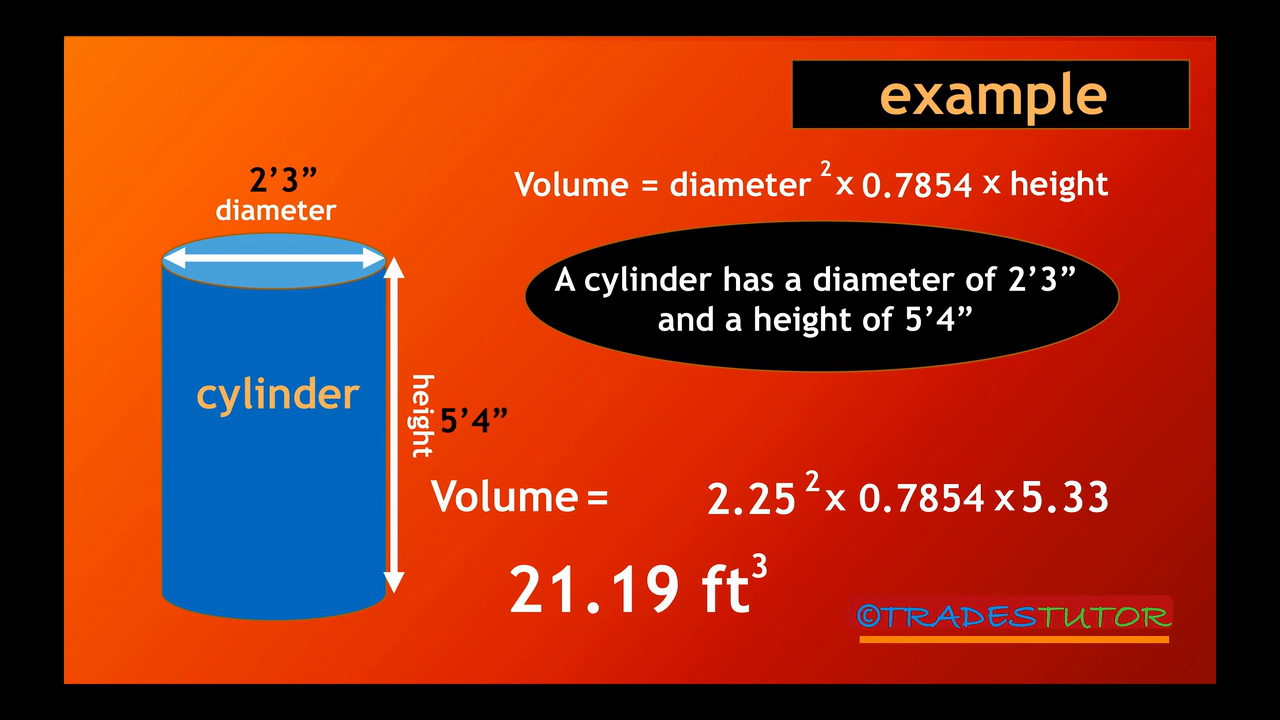 example
2’3”
diameter
Volume = diameter ² x 0.7854 x height
A cylinder has a diameter of 2’3”
and a height of 5’4”
cylinder
height
5’4”
Volume = 2.25 ² x 0.7854 x 5.33
21.19 ft³
©TRADESTUTOR